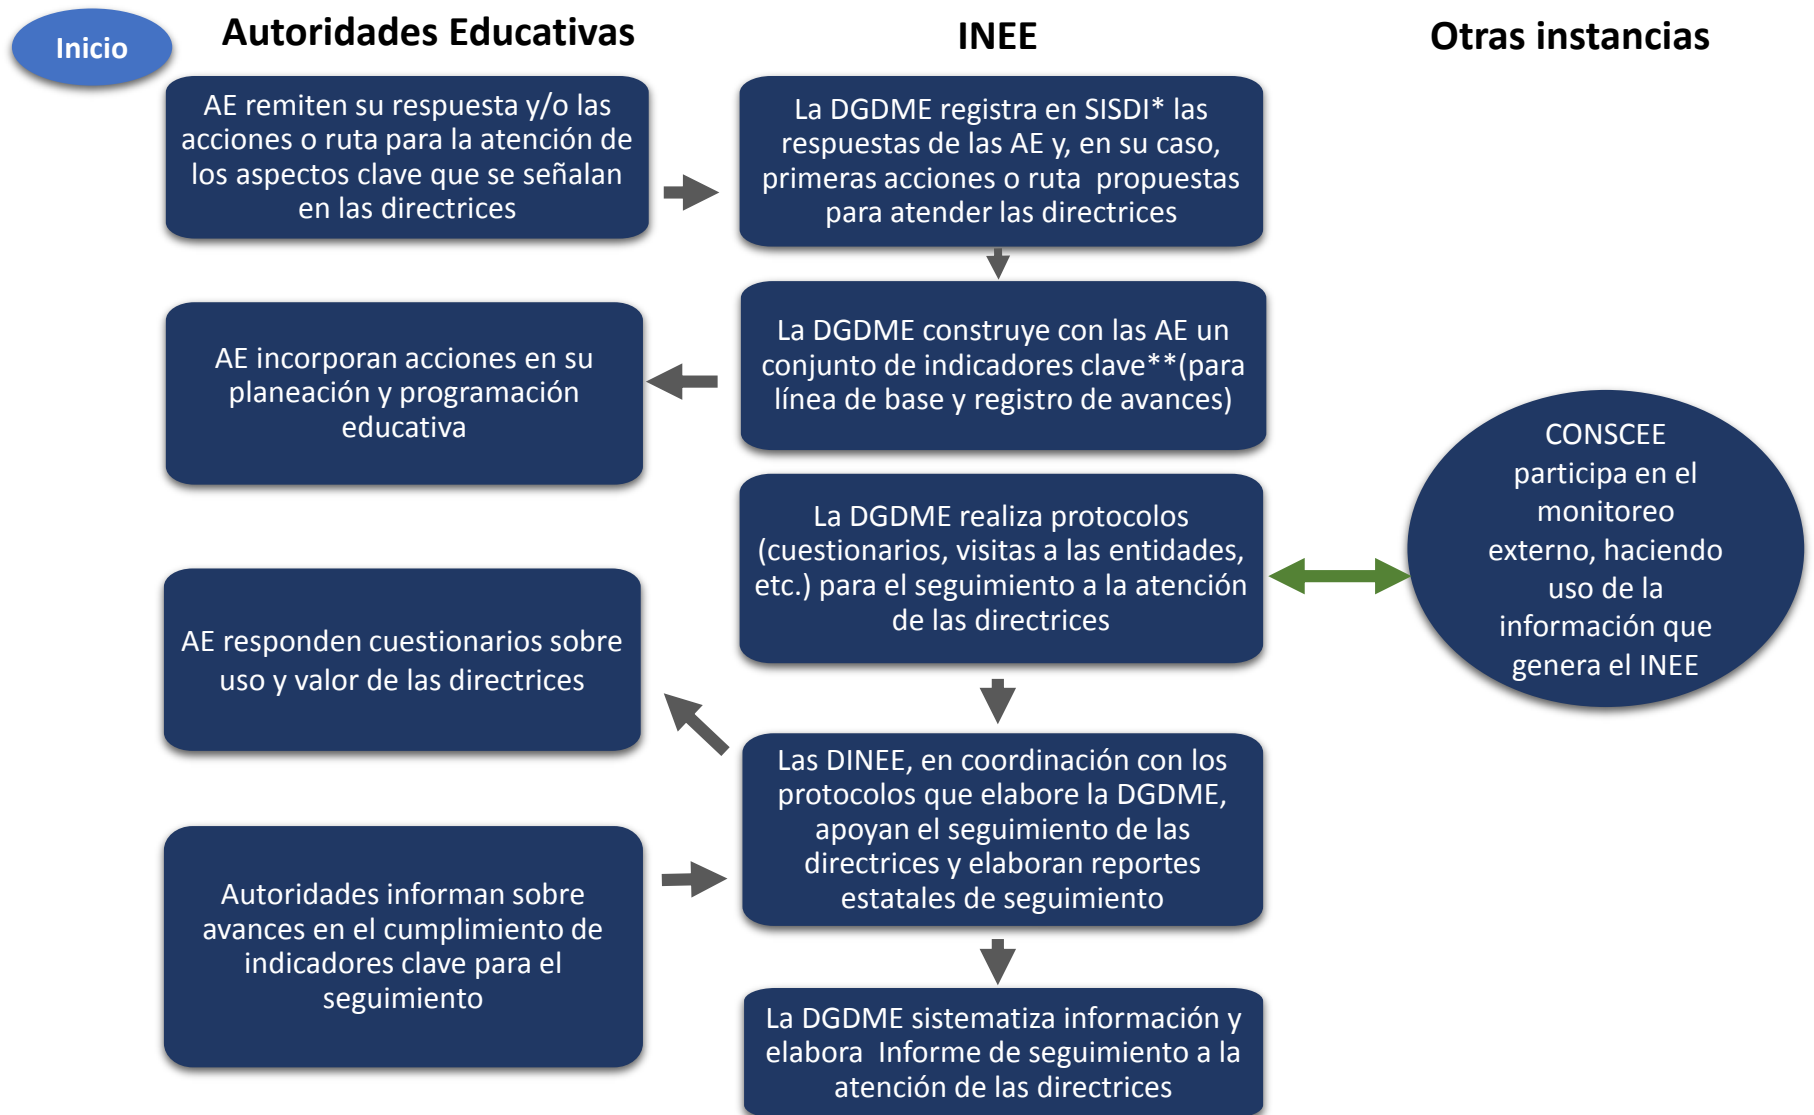 Inicio
Autoridades Educativas
INEE
Otras instancias
AE remiten su respuesta y/o las
acciones o ruta para la atención de
los aspectos clave que se señalan
en las directrices
La DGDME registra en SISDI* las
respuestas de las AE y, en su caso,
primeras acciones o ruta propuestas
para atender las directrices
AE incorporan acciones en su
planeación y programación
educativa
La DGDME construye con las AE un
conjunto de indicadores clave**(para
línea de base y registro de avances)
La DGDME realiza protocolos
(cuestionarios, visitas a las entidades,
etc.) para el seguimiento a la atención
de las directrices
CONSCEE
participa en el
monitoreo
externo, haciendo
uso de la
información que
genera el INEE
AE responden cuestionarios sobre
uso y valor de las directrices
Las DINEE, en coordinación con los
protocolos que elabore la DGDME,
apoyan el seguimiento de las
directrices y elaboran reportes
estatales de seguimiento
Autoridades informan sobre
avances en el cumplimiento de
indicadores clave para el
seguimiento
La DGDME sistematiza información y
elabora Informe de seguimiento a la
atención de las directrices